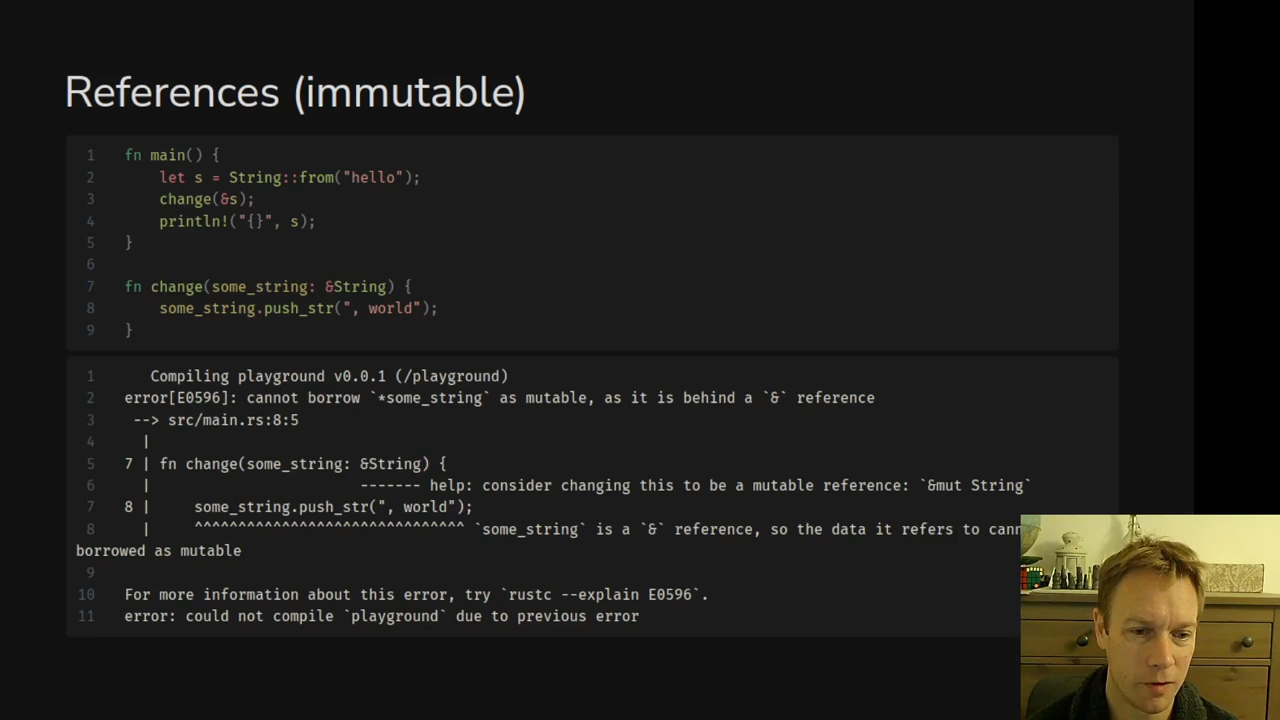 References (immutable)
1 fn main() {
2     let s = String::from("hello");
3     change(&s);
4     println!("{}", s);
5 }
6
7 fn change(some_string: &String) {
8     some_string.push_str(", world");
9 }
1    Compiling playground v0.0.1 (/playground)
2 error[E0596]: cannot borrow `*some_string` as mutable, as it is behind a `&` reference
3  --> src/main.rs:8:5
4   |
5 7 | fn change(some_string: &String) {
6   |                        ------- help: consider changing this to be a mutable reference: `&mut String`
7 8 |     some_string.push_str(", world");
8   |     ^^^^^^^^^^^^^^^^^^^^^^^^^^^^^^^ `some_string` is a `&` reference, so the data it refers to
borrowed as mutable
9
10 For more information about this error, try `rustc --explain E0596`.
11 error: could not compile `playground` due to previous error